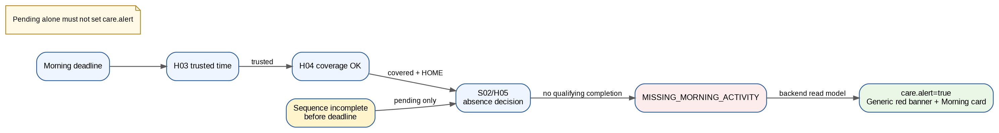 Pending alone must not set care.alert
Morning deadline
H03 trusted time
trusted
H04 coverage OK
covered + HOME
Sequence incomplete
before deadline
pending only
S02/H05
absence decision
no qualifying completion
MISSING_MORNING_ACTIVITY
backend read model
care.alert=true
Generic red banner + Morning card